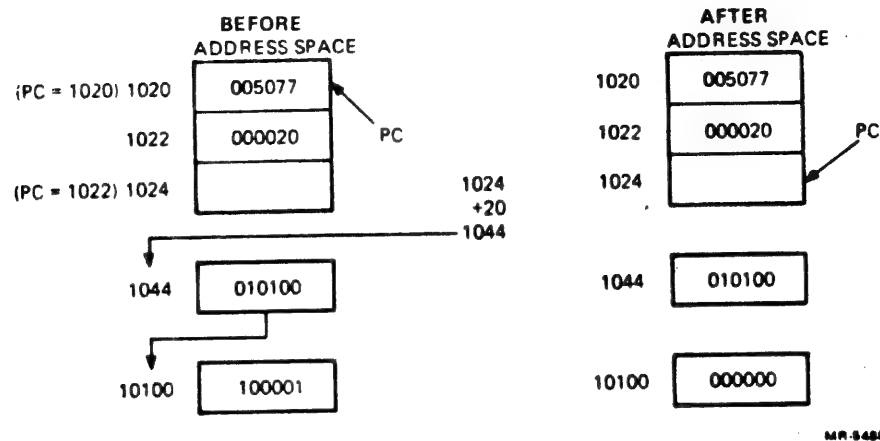 BEFORE
ADDRESS SPACE
(PC = 1020) 1020 005077
1022 000020
PC
(PC = 1022) 1024
1024
+20
1044
1044 010100
10100 100001
AFTER
ADDRESS SPACE
1020 005077
1022 000020
PC
1024
1044 010100
10100 000000